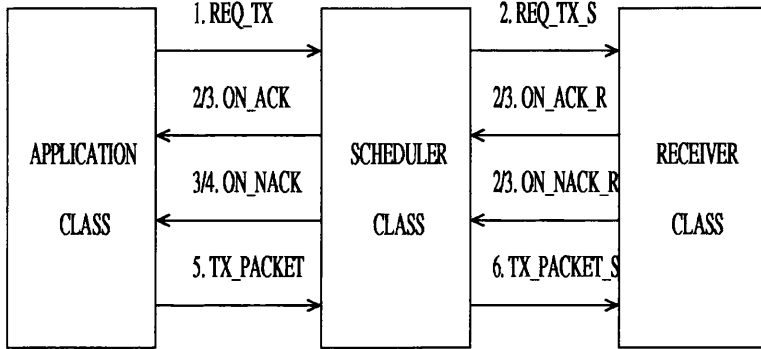 1. REQ_TX
2. REQ_TX_S
2/3. ON_ACK
2/3. ON_ACK_R
APPLICATION
CLASS
SCHEDULER
CLASS
RECEIVER
CLASS
3/4. ON_NACK
2/3. ON_NACK_R
5. TX_PACKET
6. TX_PACKET_S